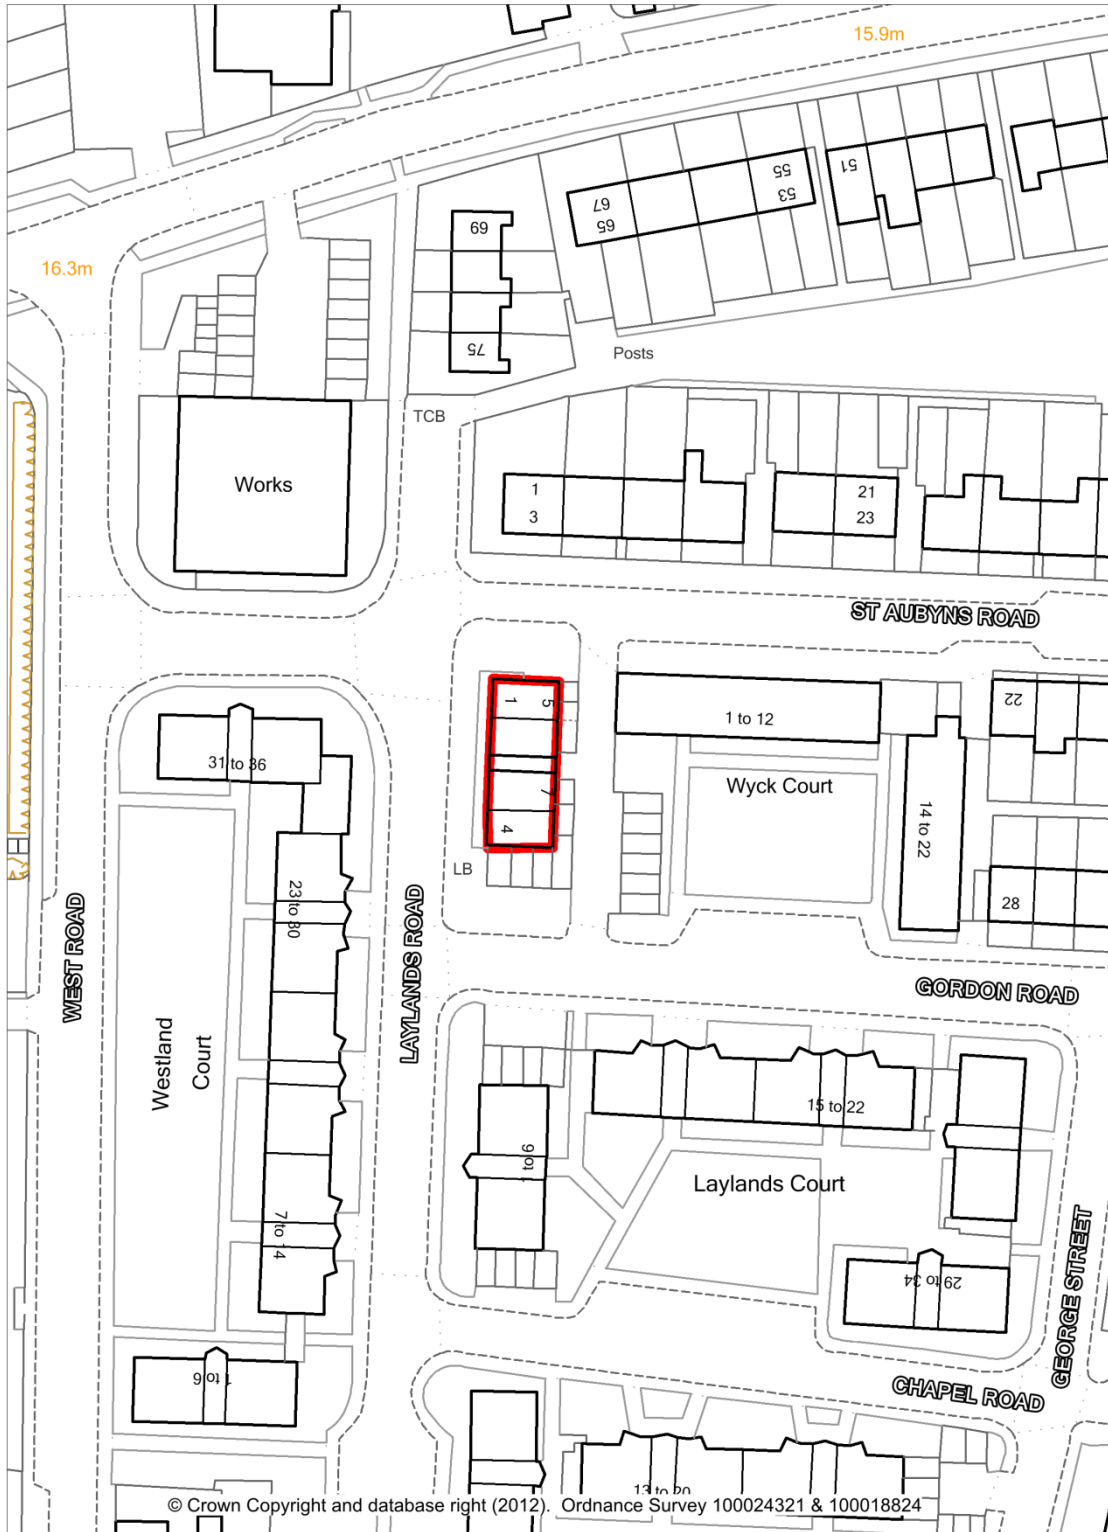 15.9m
55
53
51
67
65
69
16.3m
75
Posts
TCB
Works
1
3
21
23
ST AUBYNS ROAD
1
5
22
1 to 12
31 to 36
Wyck Court
7
14 to 22
4
LB
23 to 30
28
WEST ROAD
LAYLANDS ROAD
GORDON ROAD
Westland
Court
15 to 22
1 to 9
Laylands Court
7 to 14
29 to 34
GEORGE STREET
1 to 6
CHAPEL ROAD
13 to 20
© Crown Copyright and database right (2012). Ordnance Survey 100024321 & 100018824